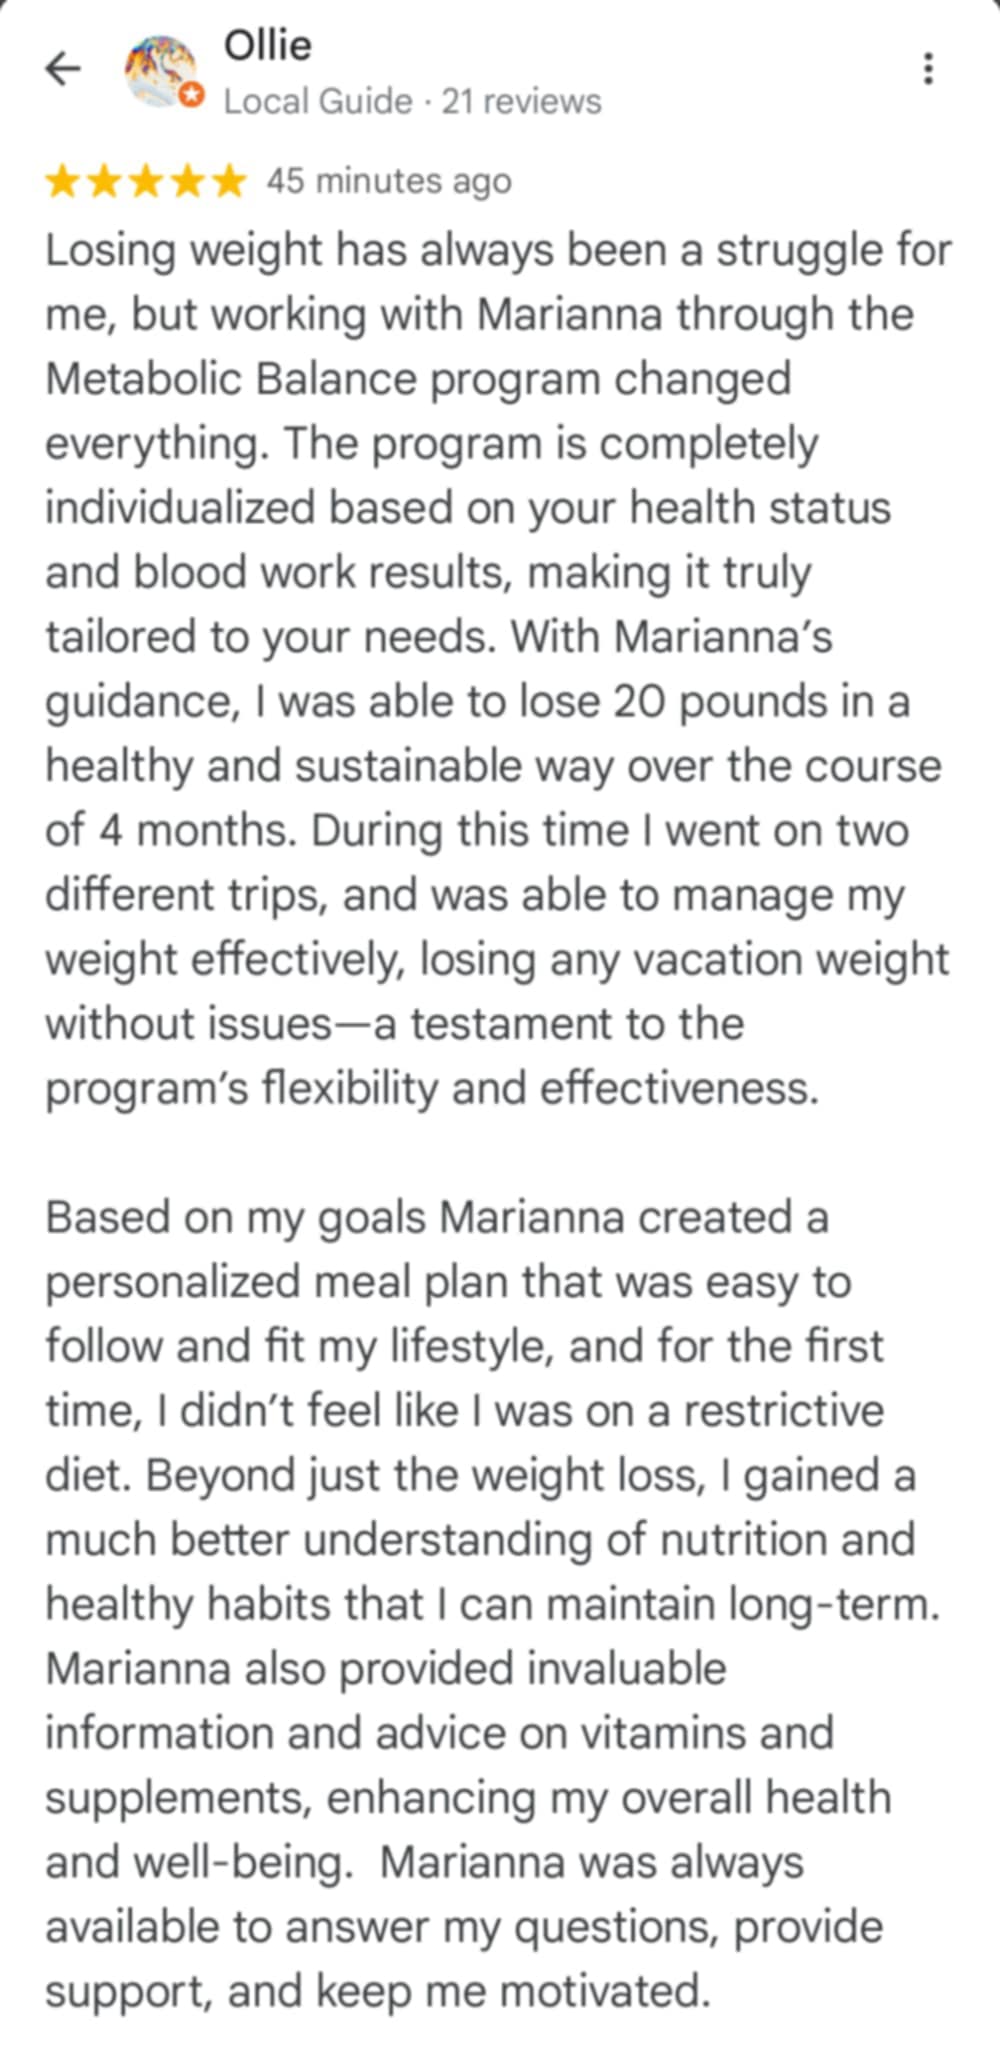 Ollie
Local Guide · 21 reviews
45 minutes ago
Losing weight has always been a struggle for
me, but working with Marianna through the
Metabolic Balance program changed
everything. The program is completely
individualized based on your health status
and blood work results, making it truly
tailored to your needs. With Marianna’s
guidance, I was able to lose 20 pounds in a
healthy and sustainable way over the course
of 4 months. During this time I went on two
different trips, and was able to manage my
weight effectively, losing any vacation weight
without issues—a testament to the
program’s flexibility and effectiveness.
Based on my goals Marianna created a
personalized meal plan that was easy to
follow and fit my lifestyle, and for the first
time, I didn’t feel like I was on a restrictive
diet. Beyond just the weight loss, I gained a
much better understanding of nutrition and
healthy habits that I can maintain long-term.
Marianna also provided invaluable
information and advice on vitamins and
supplements, enhancing my overall health
and well-being.  Marianna was always
available to answer my questions, provide
support, and keep me motivated.